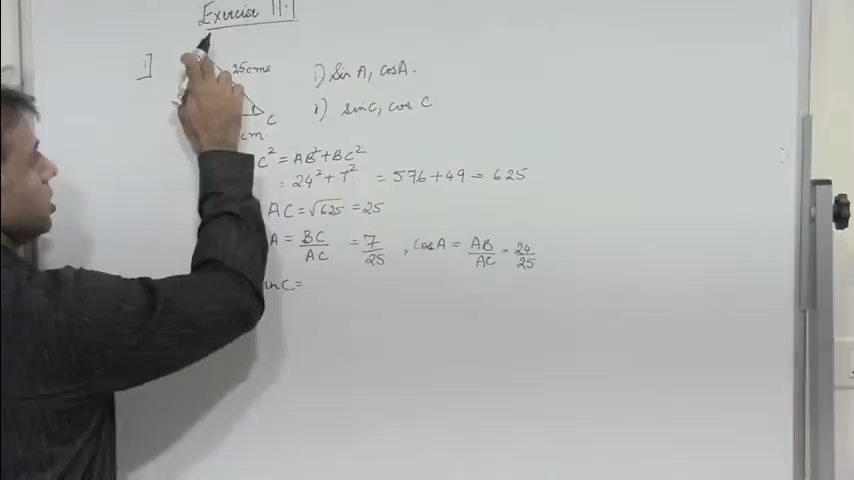 Exercise 11.1
1]
25cms
i) Sin A, cosA.
C
ii) sinC, cos C
cm.
C² = AB² + BC²
= 24² + 7² = 576 + 49 = 625
AC = √625 = 25
A = BC/AC = 7/25 , CosA = AB/AC = 24/25
inC =